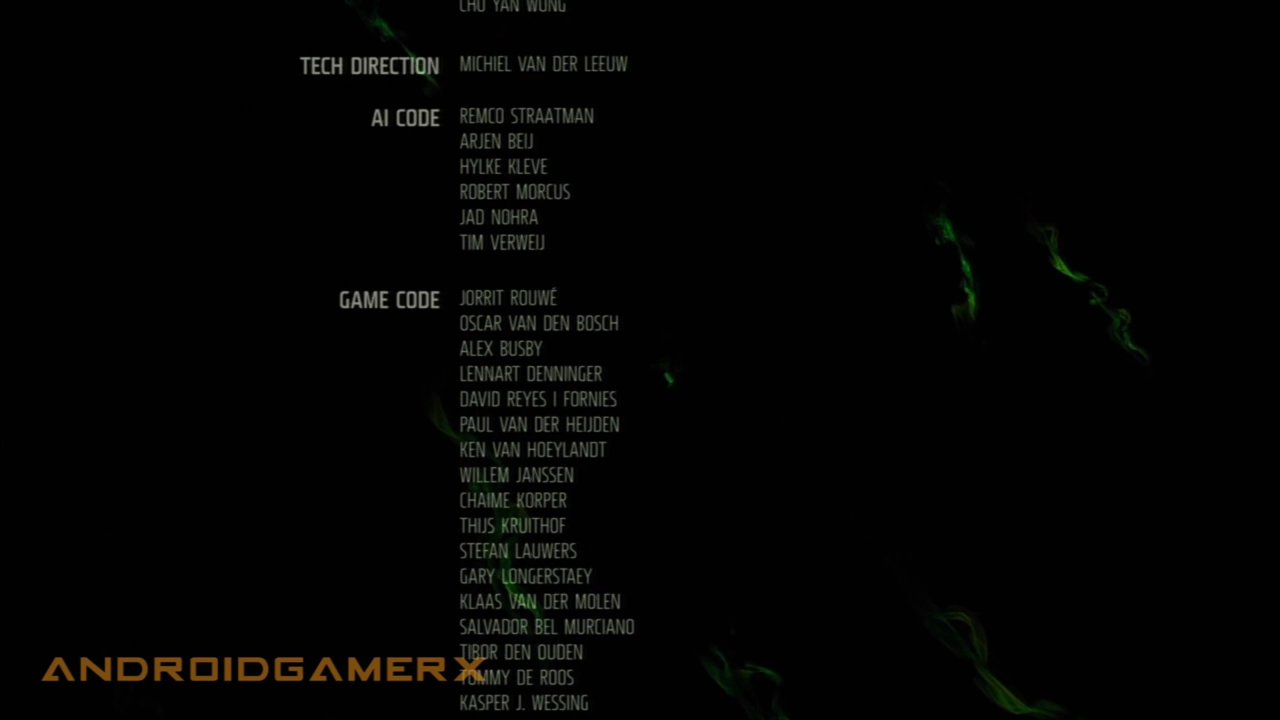 CHO YAN WONG
TECH DIRECTION MICHIEL VAN DER LEEUW
AI CODE REMCO STRAATMAN
ARJEN BEIJ
HYLKE KLEVE
ROBERT MORCUS
JAD NOHRA
TIM VERWEIJ
GAME CODE JORRIT ROUWÉ
OSCAR VAN DEN BOSCH
ALEX BUSBY
LENNART DENNINGER
DAVID REYES I FORNIES
PAUL VAN DER HEIJDEN
KEN VAN HOEYLANDT
WILLEM JANSSEN
CHAIME KORPER
THIJS KRUITHOF
STEFAN LAUWERS
GARY LONGERSTAEY
KLAAS VAN DER MOLEN
SALVADOR BEL MURCIANO
TIBOR DEN OUDEN
ANDROIDGAMERX
TOMMY DE ROOS
KASPER J. WESSING